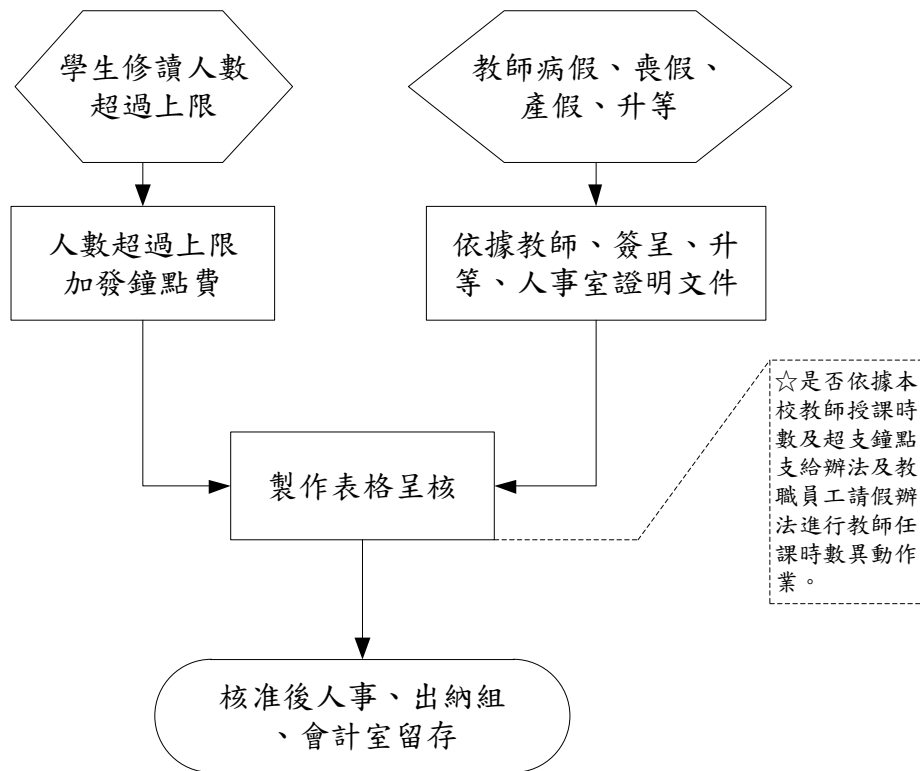 學生修讀人數
超過上限
教師病假、喪假、
產假、升等
人數超過上限
加發鐘點費
依據教師、簽呈、升
等、人事室證明文件
☆是否依據本
校教師授課時
數及超支鐘點
支給辦法及教
職員工請假辦
法進行教師任
課時數異動作
業。
製作表格呈核
核准後人事、出納組
、會計室留存